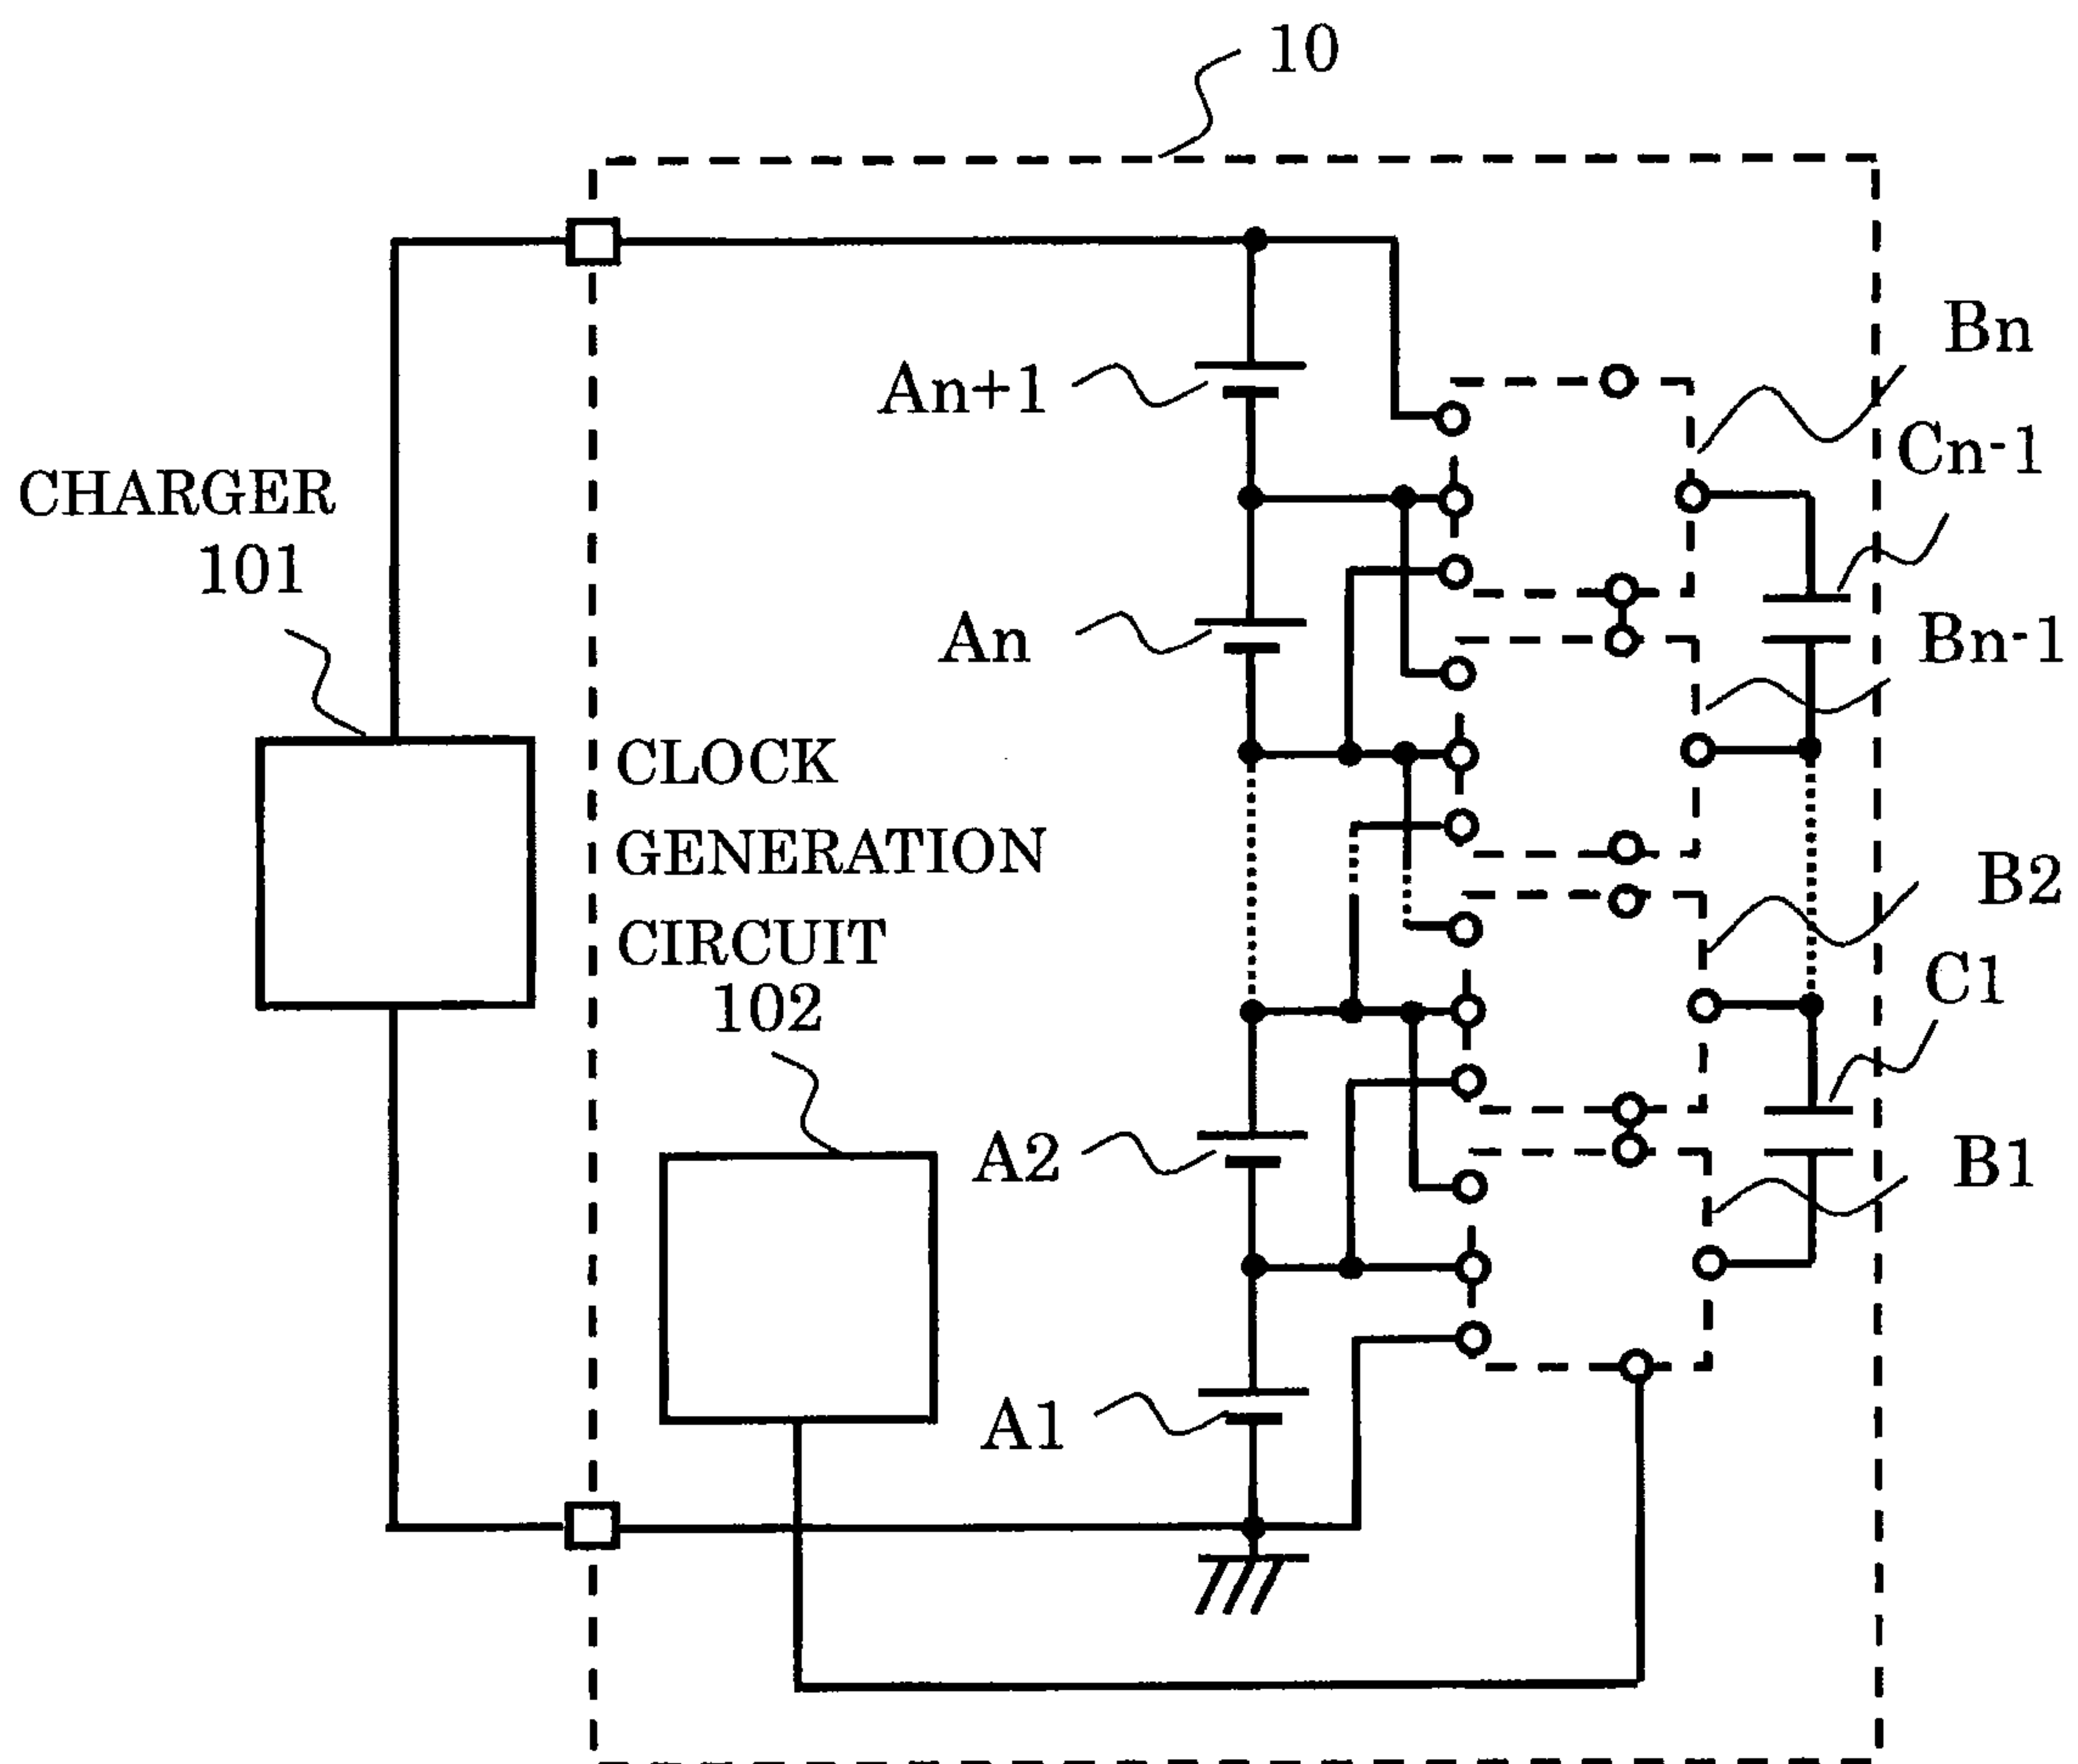 10
Bn
An+1
Cn-1
CHARGER
101
An
Bn-1
CLOCK
GENERATION
CIRCUIT
102
B2
C1
A2
B1
A1